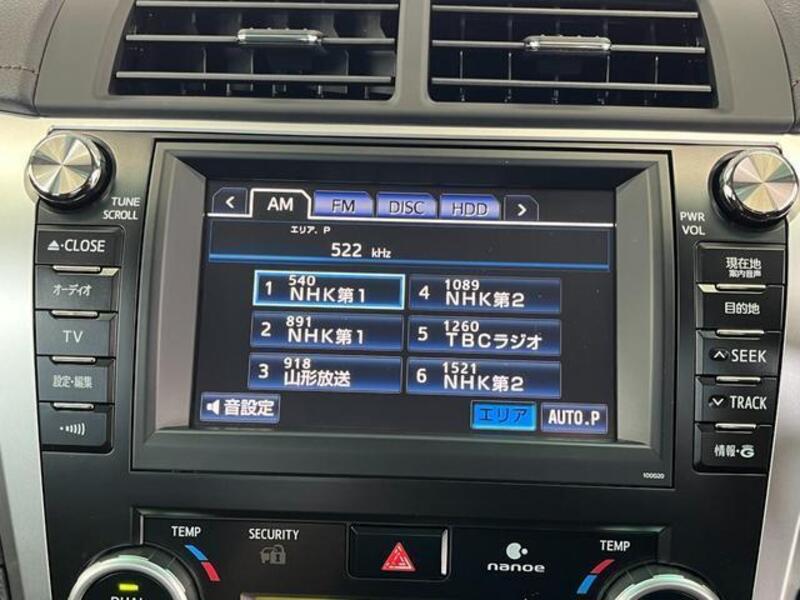 TUNE
SCROLL
PWR
VOL
< AM FM DISC HDD >
エリア.P
522 kHz
1 540 NHK第1
4 1089 NHK第2
2 891 NHK第1
5 1260 TBCラジオ
3 918 山形放送
6 1521 NHK第2
音設定
エリア
AUTO.P
⏏·CLOSE
オーディオ
TV
設定·編集
現在地
案内音声
目的地
SEEK
TRACK
情報·G
100020
TEMP
SECURITY
nanoe
TEMP
DUAL